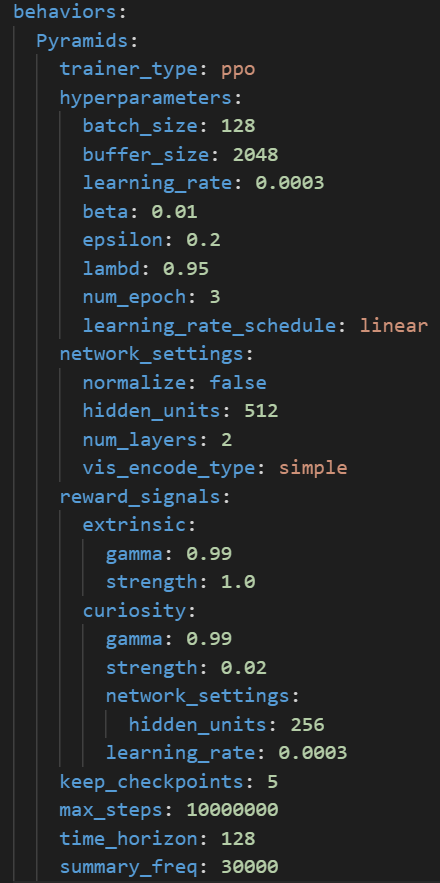 behaviors:
  Pyramids:
    trainer_type: ppo
    hyperparameters:
      batch_size: 128
      buffer_size: 2048
      learning_rate: 0.0003
      beta: 0.01
      epsilon: 0.2
      lambd: 0.95
      num_epoch: 3
      learning_rate_schedule: linear
    network_settings:
      normalize: false
      hidden_units: 512
      num_layers: 2
      vis_encode_type: simple
    reward_signals:
      extrinsic:
        gamma: 0.99
        strength: 1.0
      curiosity:
        gamma: 0.99
        strength: 0.02
        network_settings:
          hidden_units: 256
        learning_rate: 0.0003
    keep_checkpoints: 5
    max_steps: 10000000
    time_horizon: 128
    summary_freq: 30000